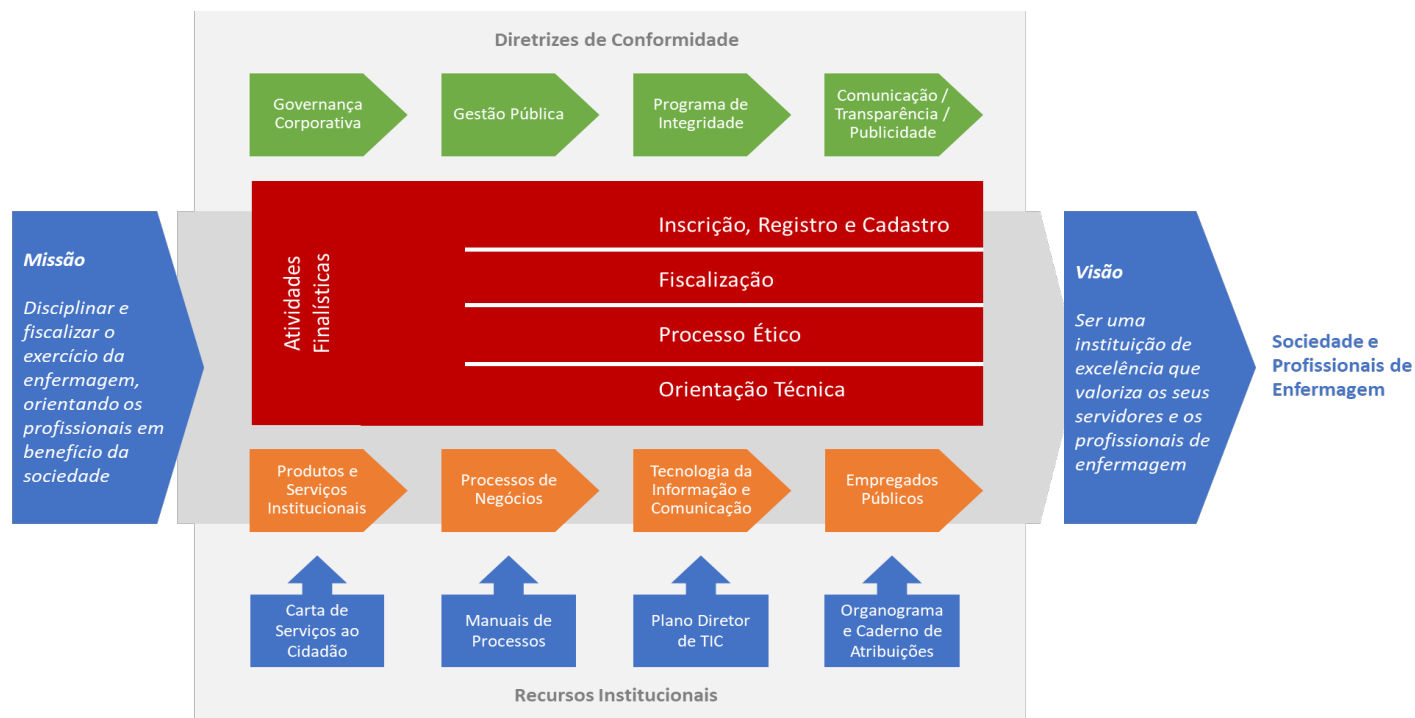 Diretrizes de Conformidade
Governança
Corporativa
Gestão Pública
Programa de
Integridade
Comunicação /
Transparência /
Publicidade
Missão
Disciplinar e
fiscalizar o
exercício da
enfermagem,
orientando os
profissionais em
benefício da
sociedade
Atividades
Finalísticas
Inscrição, Registro e Cadastro
Fiscalização
Processo Ético
Orientação Técnica
Visão
Ser uma
instituição de
excelência que
valoriza os seus
servidores e os
profissionais de
enfermagem
Sociedade e
Profissionais de
Enfermagem
Produtos e
Serviços
Institucionais
Processos de
Negócios
Tecnologia da
Informação e
Comunicação
Empregados
Públicos
Carta de
Serviços ao
Cidadão
Manuais de
Processos
Plano Diretor
de TIC
Organograma
e Caderno de
Atribuições
Recursos Institucionais